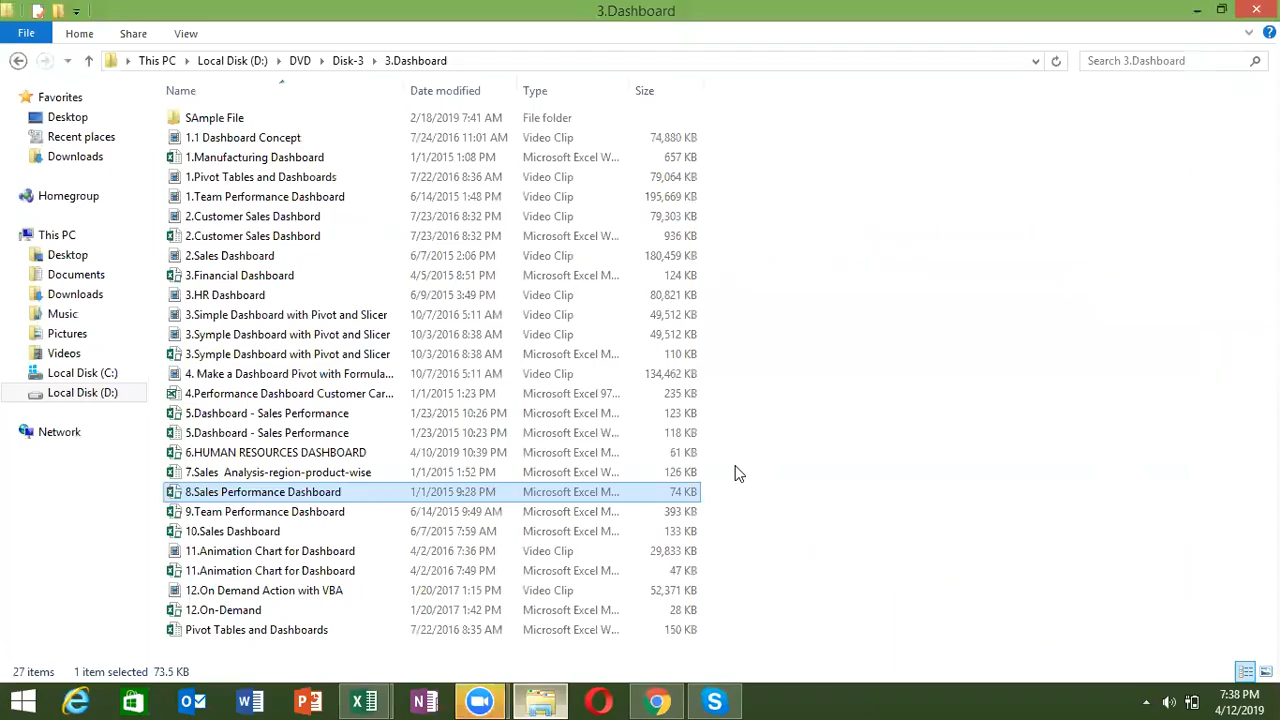 3.Dashboard
File Home Share View
This PC Local Disk (D:) DVD Disk-3 3.Dashboard Search 3.Dashboard
Name Date modified Type Size
Favorites
Desktop
Recent places
Downloads
Homegroup
This PC
Desktop
Documents
Downloads
Music
Pictures
Videos
Local Disk (C:)
Local Disk (D:)
Network
SAmple File 2/18/2019 7:41 AM File folder
1.1 Dashboard Concept 7/24/2016 11:01 AM Video Clip 74,880 KB
1.Manufacturing Dashboard 1/1/2015 1:08 PM Microsoft Excel W... 657 KB
1.Pivot Tables and Dashboards 7/22/2016 8:36 AM Video Clip 79,064 KB
1.Team Performance Dashboard 6/14/2015 1:48 PM Video Clip 195,669 KB
2.Customer Sales Dashbord 7/23/2016 8:32 PM Video Clip 79,303 KB
2.Customer Sales Dashbord 7/23/2016 8:32 PM Microsoft Excel W... 936 KB
2.Sales Dashboard 6/7/2015 2:06 PM Video Clip 180,459 KB
3.Financial Dashboard 4/5/2015 8:51 PM Microsoft Excel M... 124 KB
3.HR Dashboard 6/9/2015 3:49 PM Video Clip 80,821 KB
3.Simple Dashboard with Pivot and Slicer 10/7/2016 5:11 AM Video Clip 49,512 KB
3.Symple Dashboard with Pivot and Slicer 10/3/2016 8:38 AM Video Clip 49,512 KB
3.Symple Dashboard with Pivot and Slicer 10/3/2016 8:38 AM Microsoft Excel M... 110 KB
4. Make a Dashboard Pivot with Formula... 10/7/2016 5:11 AM Video Clip 134,462 KB
4.Performance Dashboard Customer Car... 1/1/2015 1:23 PM Microsoft Excel 97... 235 KB
5.Dashboard - Sales Performance 1/23/2015 10:26 PM Microsoft Excel M... 123 KB
5.Dashboard - Sales Performance 1/23/2015 10:23 PM Microsoft Excel W... 118 KB
6.HUMAN RESOURCES DASHBOARD 4/10/2019 10:39 PM Microsoft Excel M... 61 KB
7.Sales Analysis-region-product-wise 1/1/2015 1:52 PM Microsoft Excel W... 126 KB
8.Sales Performance Dashboard 1/1/2015 9:28 PM Microsoft Excel M... 74 KB
9.Team Performance Dashboard 6/14/2015 9:49 AM Microsoft Excel M... 393 KB
10.Sales Dashboard 6/7/2015 7:59 AM Microsoft Excel M... 133 KB
11.Animation Chart for Dashboard 4/2/2016 7:36 PM Video Clip 29,833 KB
11.Animation Chart for Dashboard 4/2/2016 7:49 PM Microsoft Excel M... 47 KB
12.On Demand Action with VBA 1/20/2017 1:15 PM Video Clip 52,371 KB
12.On-Demand 1/20/2017 1:42 PM Microsoft Excel M... 28 KB
Pivot Tables and Dashboards 7/22/2016 8:35 AM Microsoft Excel W... 150 KB
27 items 1 item selected 73.5 KB
7:38 PM
4/12/2019